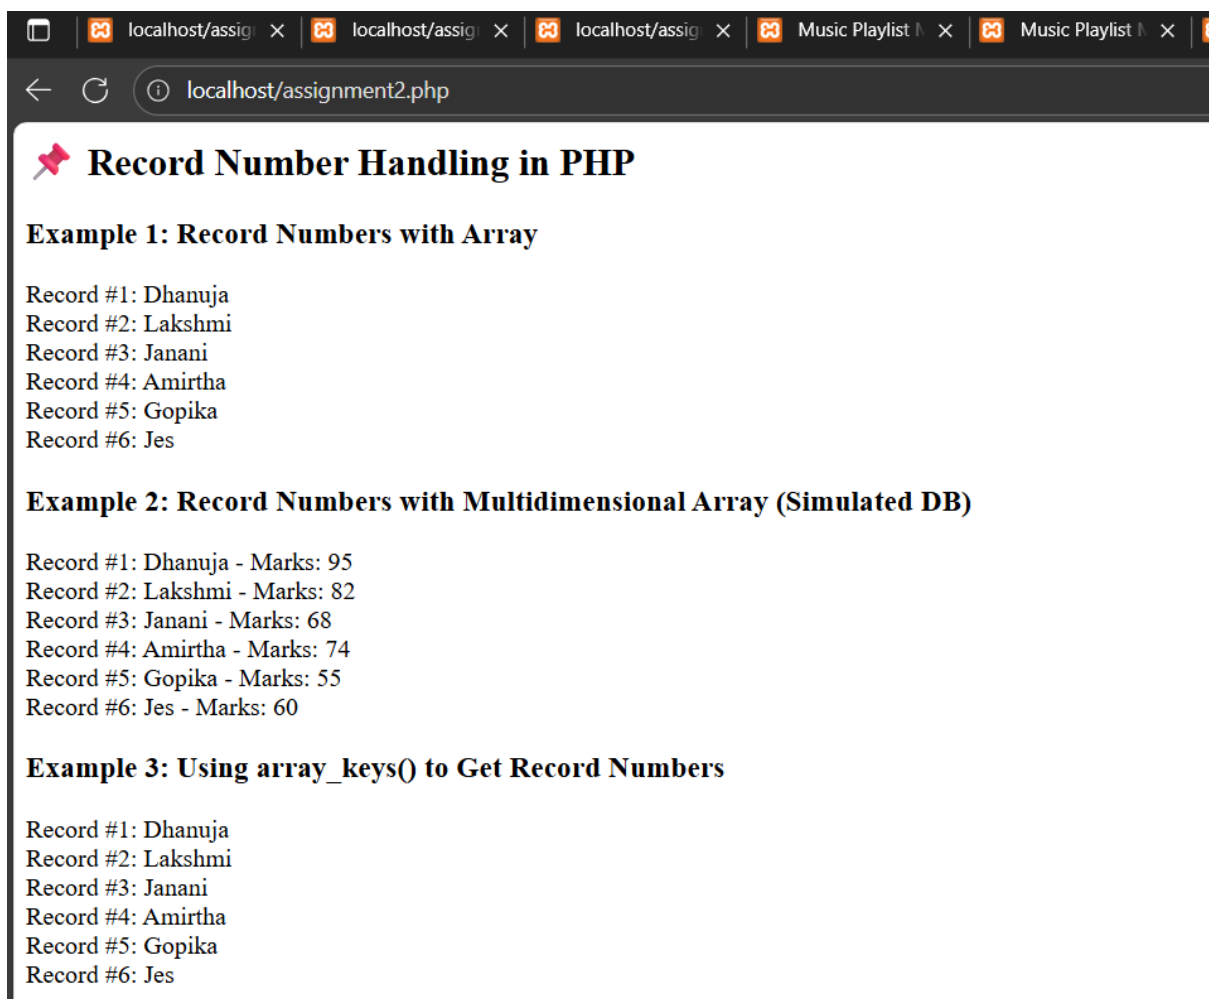 localhost/assig
localhost/assig
localhost/assig
Music Playlist
Music Playlist
localhost/assignment2.php
Record Number Handling in PHP
Example 1: Record Numbers with Array
Record #1: Dhanuja
Record #2: Lakshmi
Record #3: Janani
Record #4: Amirtha
Record #5: Gopika
Record #6: Jes
Example 2: Record Numbers with Multidimensional Array (Simulated DB)
Record #1: Dhanuja - Marks: 95
Record #2: Lakshmi - Marks: 82
Record #3: Janani - Marks: 68
Record #4: Amirtha - Marks: 74
Record #5: Gopika - Marks: 55
Record #6: Jes - Marks: 60
Example 3: Using array_keys() to Get Record Numbers
Record #1: Dhanuja
Record #2: Lakshmi
Record #3: Janani
Record #4: Amirtha
Record #5: Gopika
Record #6: Jes